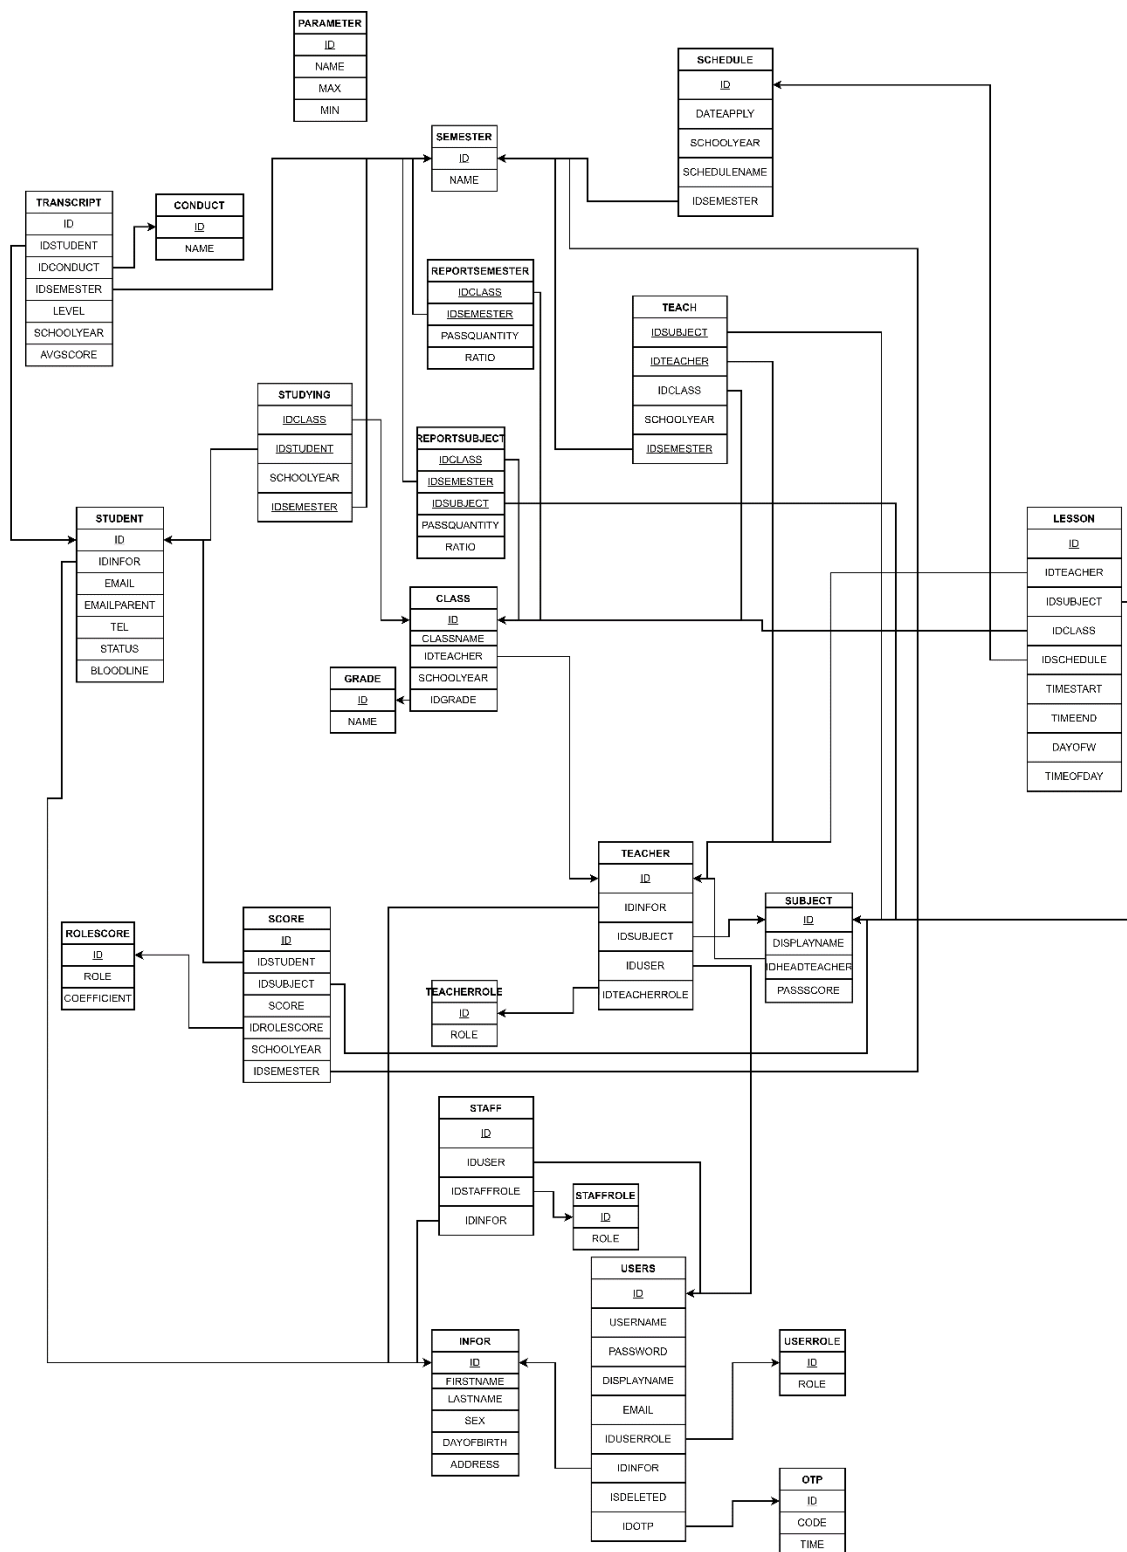 PARAMETER
ID
NAME
MAX
MIN
SCHEDULE
ID
DATEAPPLY
SCHOOLYEAR
SCHEDULENAME
IDSEMESTER
SEMESTER
ID
NAME
TRANSCRIPT
ID
IDSTUDENT
IDCONDUCT
IDSEMESTER
LEVEL
SCHOOLYEAR
AVGSCORE
CONDUCT
ID
NAME
REPORTSEMESTER
IDCLASS
IDSEMESTER
PASSQUANTITY
RATIO
TEACH
IDSUBJECT
IDTEACHER
IDCLASS
SCHOOLYEAR
IDSEMESTER
STUDYING
IDCLASS
IDSTUDENT
SCHOOLYEAR
IDSEMESTER
REPORTSUBJECT
IDCLASS
IDSEMESTER
IDSUBJECT
PASSQUANTITY
RATIO
STUDENT
ID
IDINFOR
EMAIL
EMAILPARENT
TEL
STATUS
BLOODLINE
LESSON
ID
IDTEACHER
IDSUBJECT
IDCLASS
IDSCHEDULE
TIMESTART
TIMEEND
DAYOFW
TIMEOFDAY
CLASS
ID
CLASSNAME
IDTEACHER
SCHOOLYEAR
IDGRADE
GRADE
ID
NAME
TEACHER
ID
IDINFOR
IDSUBJECT
IDUSER
IDTEACHERROLE
SUBJECT
ID
DISPLAYNAME
IDHEADTEACHER
PASSSCORE
ROLESCORE
ID
ROLE
COEFFICIENT
SCORE
ID
IDSTUDENT
IDSUBJECT
SCORE
IDROLESCORE
SCHOOLYEAR
IDSEMESTER
TEACHERROLE
ID
ROLE
STAFF
ID
IDUSER
IDSTAFFROLE
IDINFOR
STAFFROLE
ID
ROLE
USERS
ID
USERNAME
PASSWORD
DISPLAYNAME
EMAIL
IDUSERROLE
IDINFOR
ISDELETED
IDOTP
INFOR
ID
FIRSTNAME
LASTNAME
SEX
DAYOFBIRTH
ADDRESS
USERROLE
ID
ROLE
OTP
ID
CODE
TIME